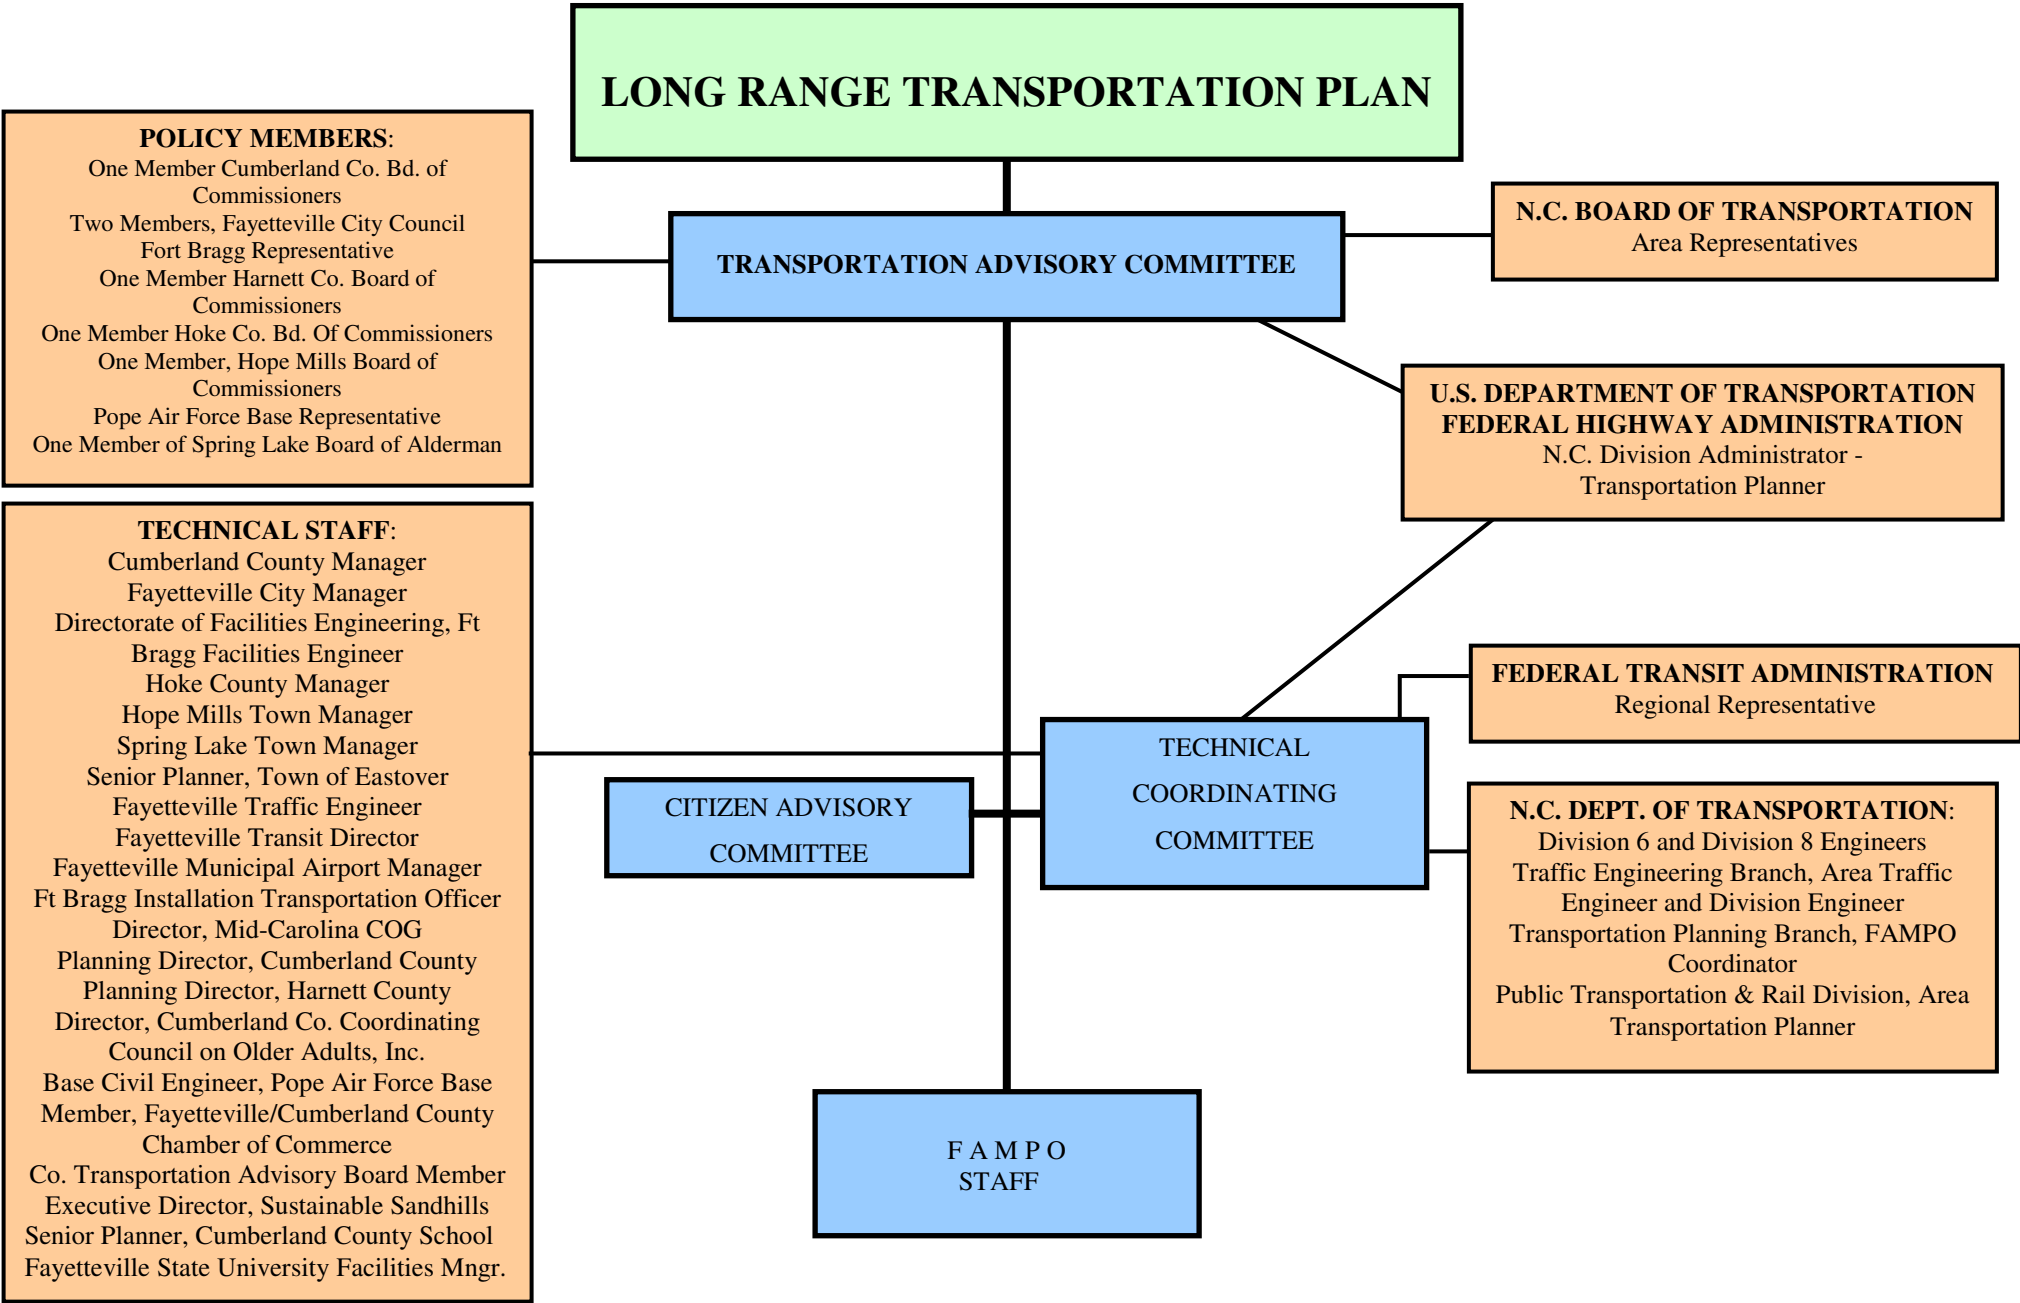 LONG RANGE TRANSPORTATION PLAN
POLICY MEMBERS:
One Member Cumberland Co. Bd. of
Commissioners
Two Members, Fayetteville City Council
Fort Bragg Representative
One Member Harnett Co. Board of
Commissioners
One Member Hoke Co. Bd. Of Commissioners
One Member, Hope Mills Board of
Commissioners
Pope Air Force Base Representative
One Member of Spring Lake Board of Alderman
TRANSPORTATION ADVISORY COMMITTEE
N.C. BOARD OF TRANSPORTATION
Area Representatives
U.S. DEPARTMENT OF TRANSPORTATION
FEDERAL HIGHWAY ADMINISTRATION
N.C. Division Administrator -
Transportation Planner
TECHNICAL STAFF:
Cumberland County Manager
Fayetteville City Manager
Directorate of Facilities Engineering, Ft
Bragg Facilities Engineer
Hoke County Manager
Hope Mills Town Manager
Spring Lake Town Manager
Senior Planner, Town of Eastover
Fayetteville Traffic Engineer
Fayetteville Transit Director
Fayetteville Municipal Airport Manager
Ft Bragg Installation Transportation Officer
Director, Mid-Carolina COG
Planning Director, Cumberland County
Planning Director, Harnett County
Director, Cumberland Co. Coordinating
Council on Older Adults, Inc.
Base Civil Engineer, Pope Air Force Base
Member, Fayetteville/Cumberland County
Chamber of Commerce
Co. Transportation Advisory Board Member
Executive Director, Sustainable Sandhills
Senior Planner, Cumberland County School
Fayetteville State University Facilities Mngr.
FEDERAL TRANSIT ADMINISTRATION
Regional Representative
TECHNICAL
COORDINATING
COMMITTEE
CITIZEN ADVISORY
COMMITTEE
N.C. DEPT. OF TRANSPORTATION:
Division 6 and Division 8 Engineers
Traffic Engineering Branch, Area Traffic
Engineer and Division Engineer
Transportation Planning Branch, FAMPO
Coordinator
Public Transportation & Rail Division, Area
Transportation Planner
F A M P O
STAFF